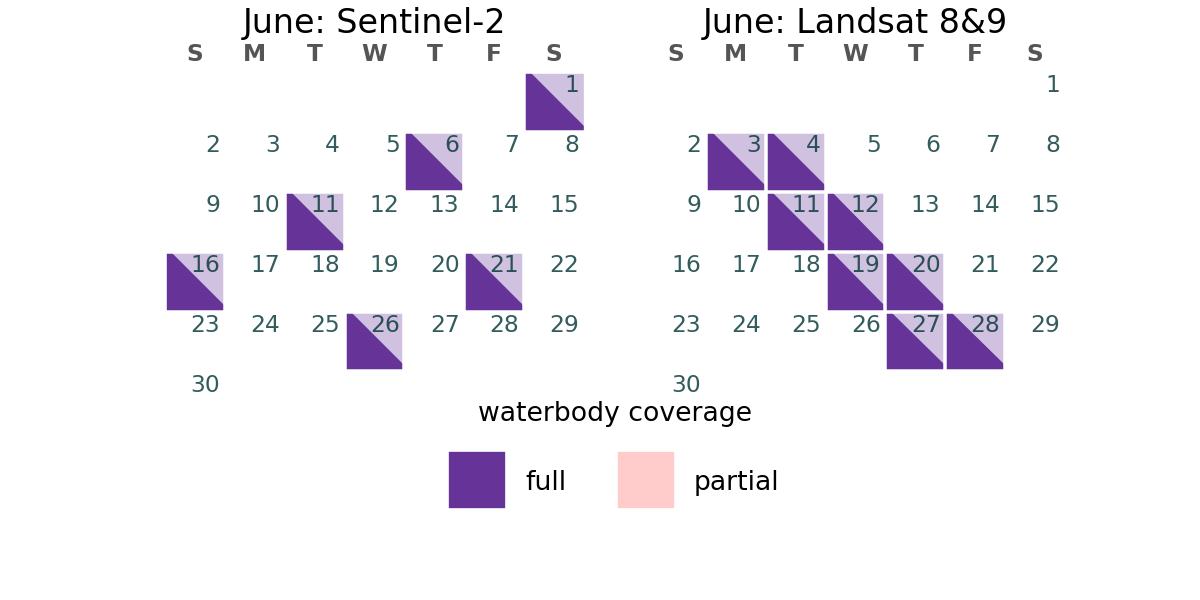 June: Sentinel-2
S M T W T F S
1
2 3 4 5 6 7 8
9 10 11 12 13 14 15
16 17 18 19 20 21 22
23 24 25 26 27 28 29
30
June: Landsat 8&9
S M T W T F S
1
2 3 4 5 6 7 8
9 10 11 12 13 14 15
16 17 18 19 20 21 22
23 24 25 26 27 28 29
30
waterbody coverage
full partial